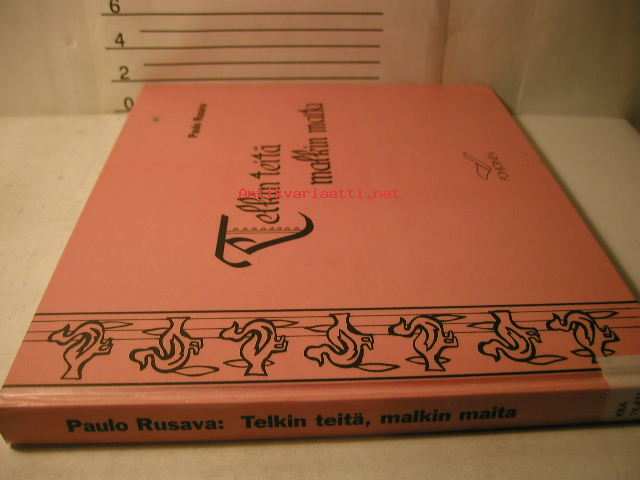 6
4
2
0
Paulo Rusava
Telkin teitä
malkin maita
Antikvariaatti.net
Paulo Rusava: Telkin teitä, malkin maita